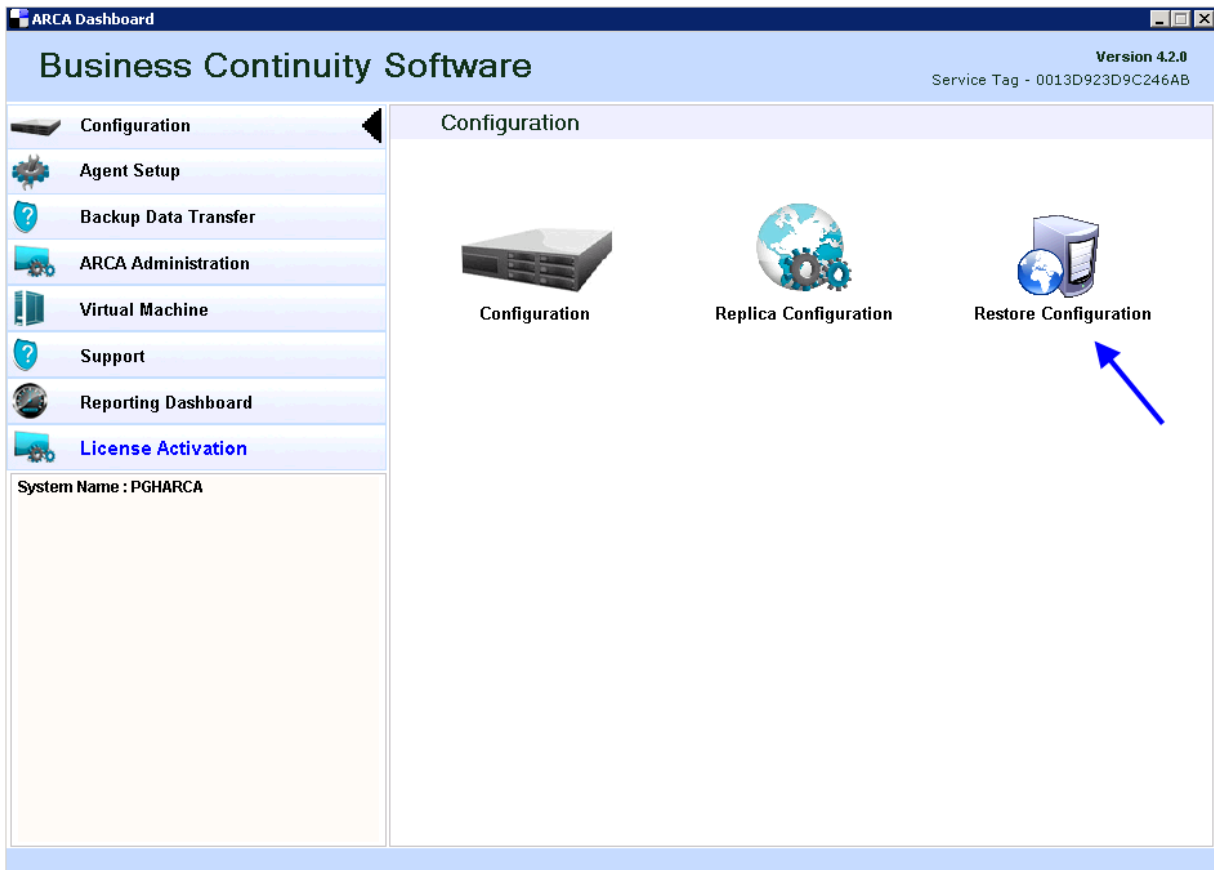 ARCA Dashboard
Business Continuity Software
Version 4.2.0
Service Tag - 0013D923D9C246AB
Configuration
Agent Setup
Backup Data Transfer
ARCA Administration
Virtual Machine
Support
Reporting Dashboard
License Activation
System Name : PGHARCA
Configuration
Configuration
Replica Configuration
Restore Configuration